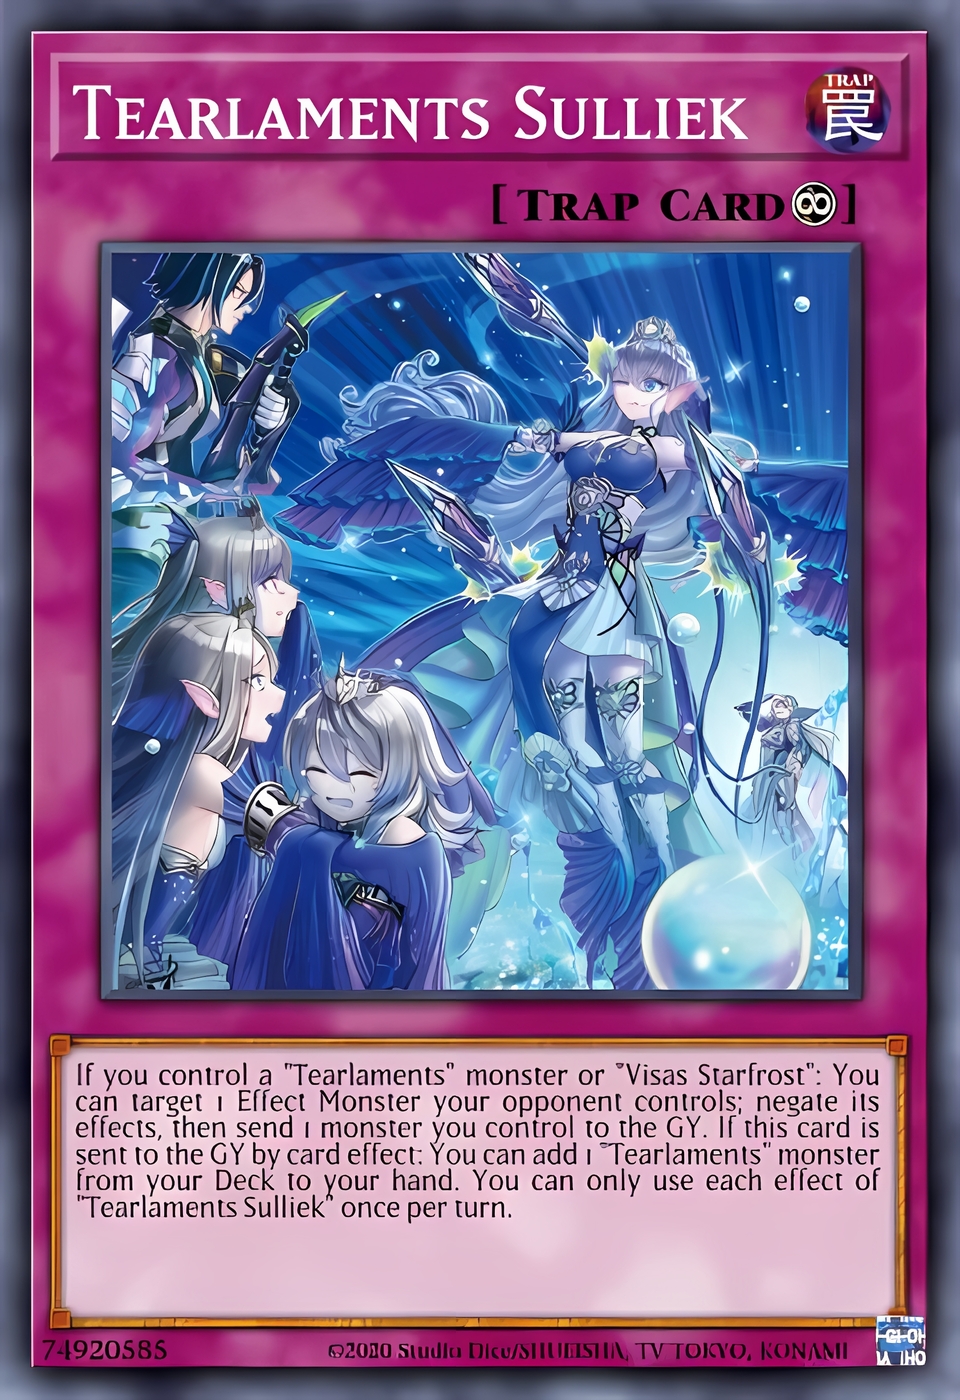 TEARLAMENTS SULLIEK
TRAP
罠
[TRAP CARD]
If you control a "Tearlaments" monster or "Visas Starfrost": You
can target 1 Effect Monster your opponent controls; negate its
effects, then send 1 monster you control to the GY. If this card is
sent to the GY by card effect: You can add 1 "Tearlaments" monster
from your Deck to your hand. You can only use each effect of
"Tearlaments Sulliek" once per turn.
74920585
©2020 Studio Dice/SHUEISHA, TV TOKYO, KONAMI